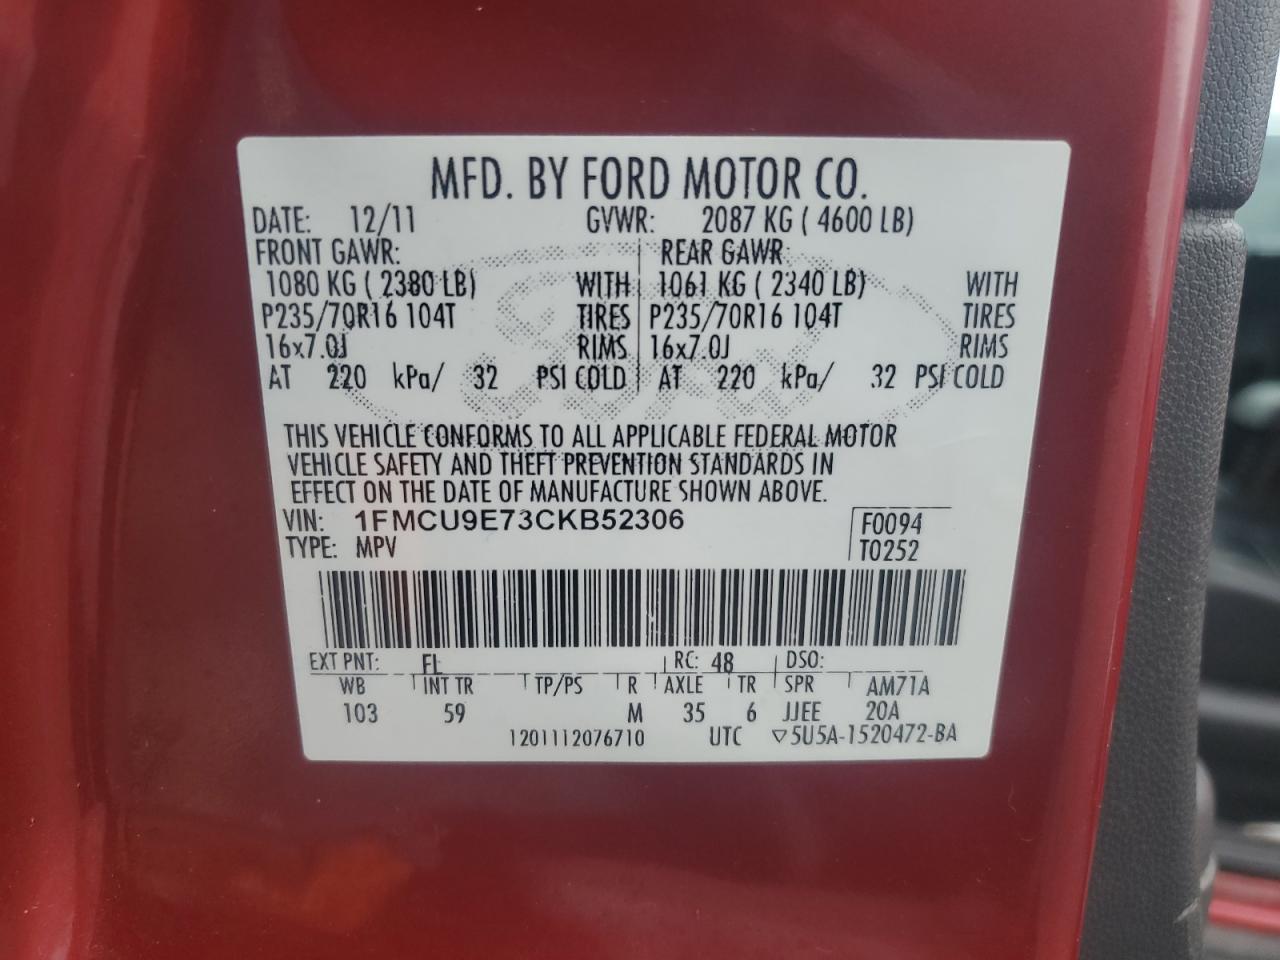 MFD. BY FORD MOTOR CO.
DATE: 12/11 GVWR: 2087 KG ( 4600 LB)
FRONT GAWR: REAR GAWR:
1080 KG ( 2380 LB) WITH 1061 KG ( 2340 LB) WITH
P235/70R16 104T TIRES P235/70R16 104T TIRES
16x7.0J RIMS 16x7.0J RIMS
AT 220 kPa/ 32 PSI COLD AT 220 kPa/ 32 PSI COLD
THIS VEHICLE CONFORMS TO ALL APPLICABLE FEDERAL MOTOR
VEHICLE SAFETY AND THEFT PREVENTION STANDARDS IN
EFFECT ON THE DATE OF MANUFACTURE SHOWN ABOVE.
VIN: 1FMCU9E73CKB52306 F0094
TYPE: MPV T0252
EXT PNT: FL RC: 48 DSO:
WB INT TR TP/PS R AXLE TR SPR AM71A
103 59 M 35 6 JJEE 20A
1201112076710 UTC ▽5U5A-1520472-BA